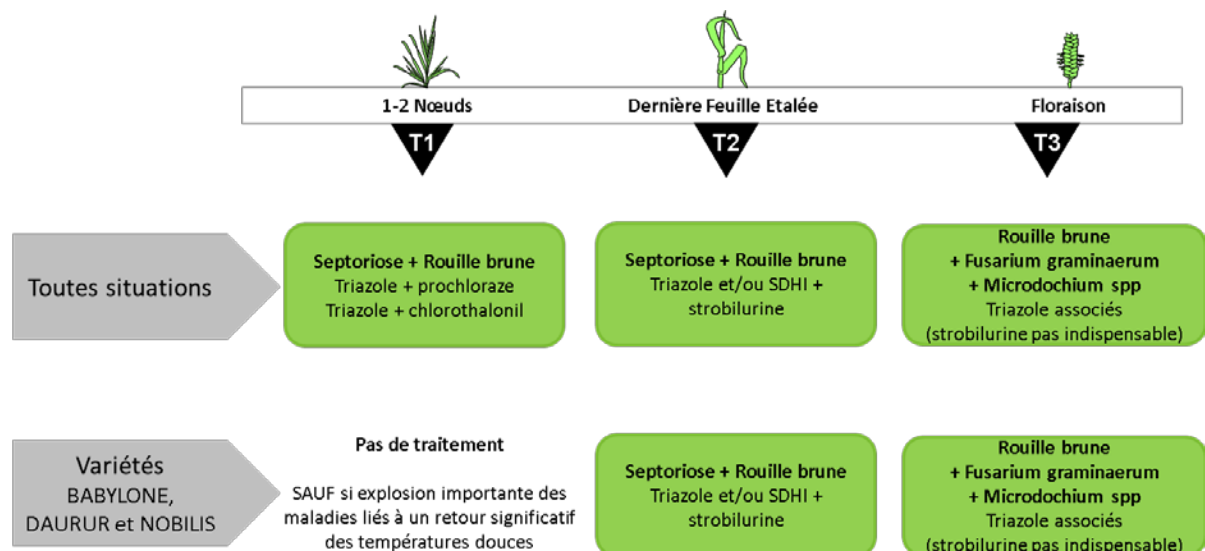 1-2 Nœuds
Dernière Feuille Etalée
Floraison
T1
T2
T3
Toutes situations
Septoriose + Rouille brune
Triazole + prochloraze
Triazole + chlorothalonil
Septoriose + Rouille brune
Triazole et/ou SDHI +
strobilurine
Rouille brune
+ Fusarium graminaerum
+ Microdochium spp
Triazole associés
(strobilurine pas indispensable)
Variétés
BABYLONE,
DAURUR et NOBILIS
Pas de traîtement
SAUF si explosion importante des
maladies liés à un retour significatif
des températures douces
Septoriose + Rouille brune
Triazole et/ou SDHI +
strobilurine
Rouille brune
+ Fusarium graminaerum
+ Microdochium spp
Triazole associés
(strobilurine pas indispensable)